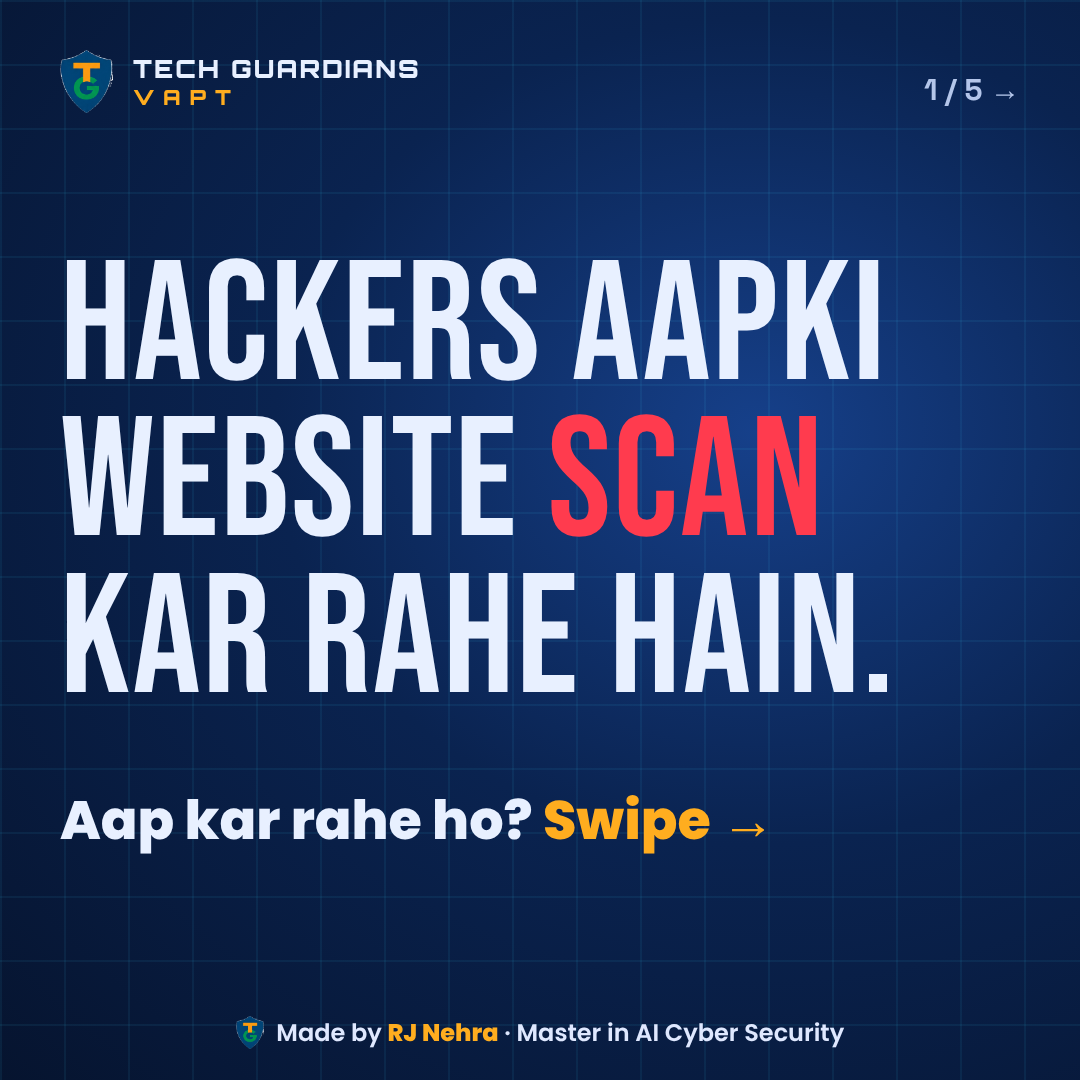 TECH GUARDIANS
VAPT
1 / 5 →
HACKERS AAPKI
WEBSITE SCAN
KAR RAHE HAIN.
Aap kar rahe ho? Swipe →
TG Made by RJ Nehra · Master in AI Cyber Security